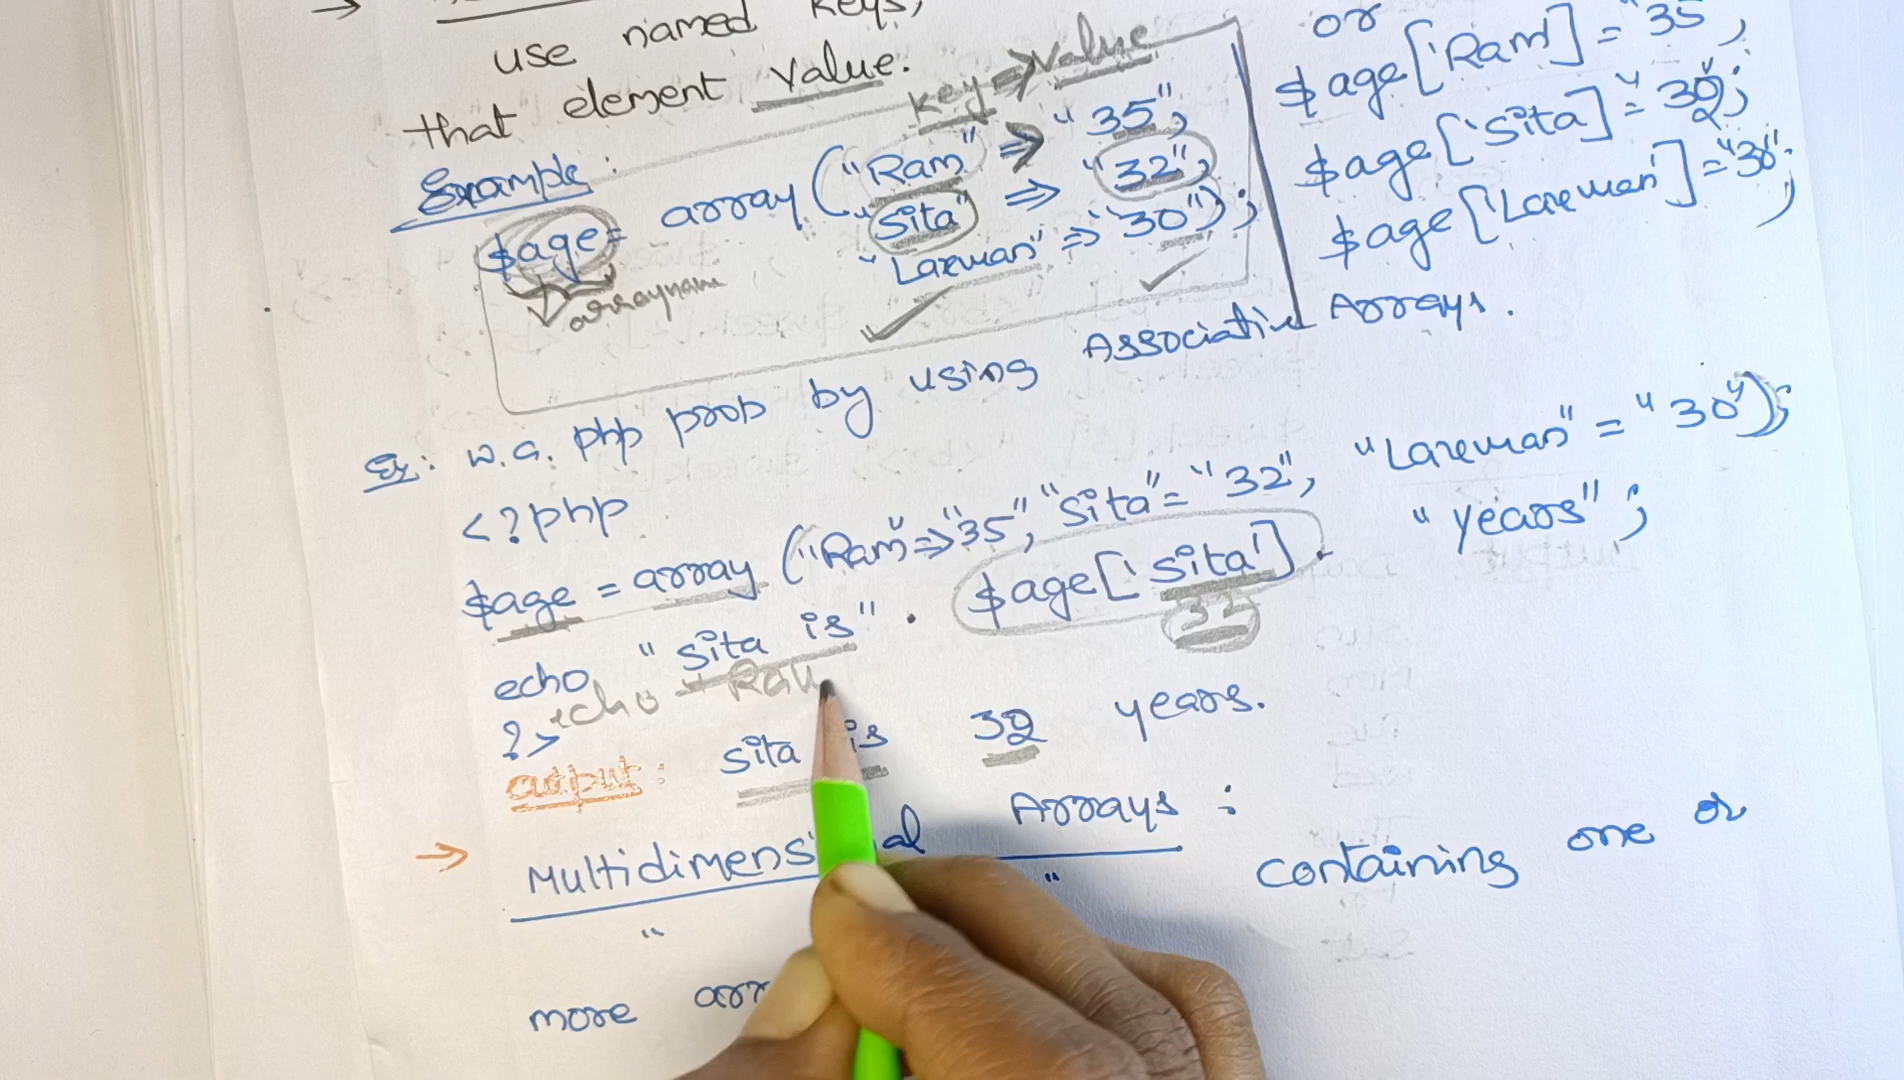 use named keys,
that element value.
key => value
Example:
$age = array("Ram" => "35",
"Sita" => "32",
"Laxman" => "30");
arrayname
or
$age['Ram'] = "35",
$age['Sita] = "32";
$age['Laxman'] = "30";
Ex: W.a. php prop by using Associative Arrays.
<?php
$age = array ("Ram" => "35", "Sita" = "32", "Laxman" = "30");
echo "Sita is" . $age['Sita'] . "years";
32
echo "Ra
?>
output: Sita is 32 years.
→ Arrays :
" " containing one or
more